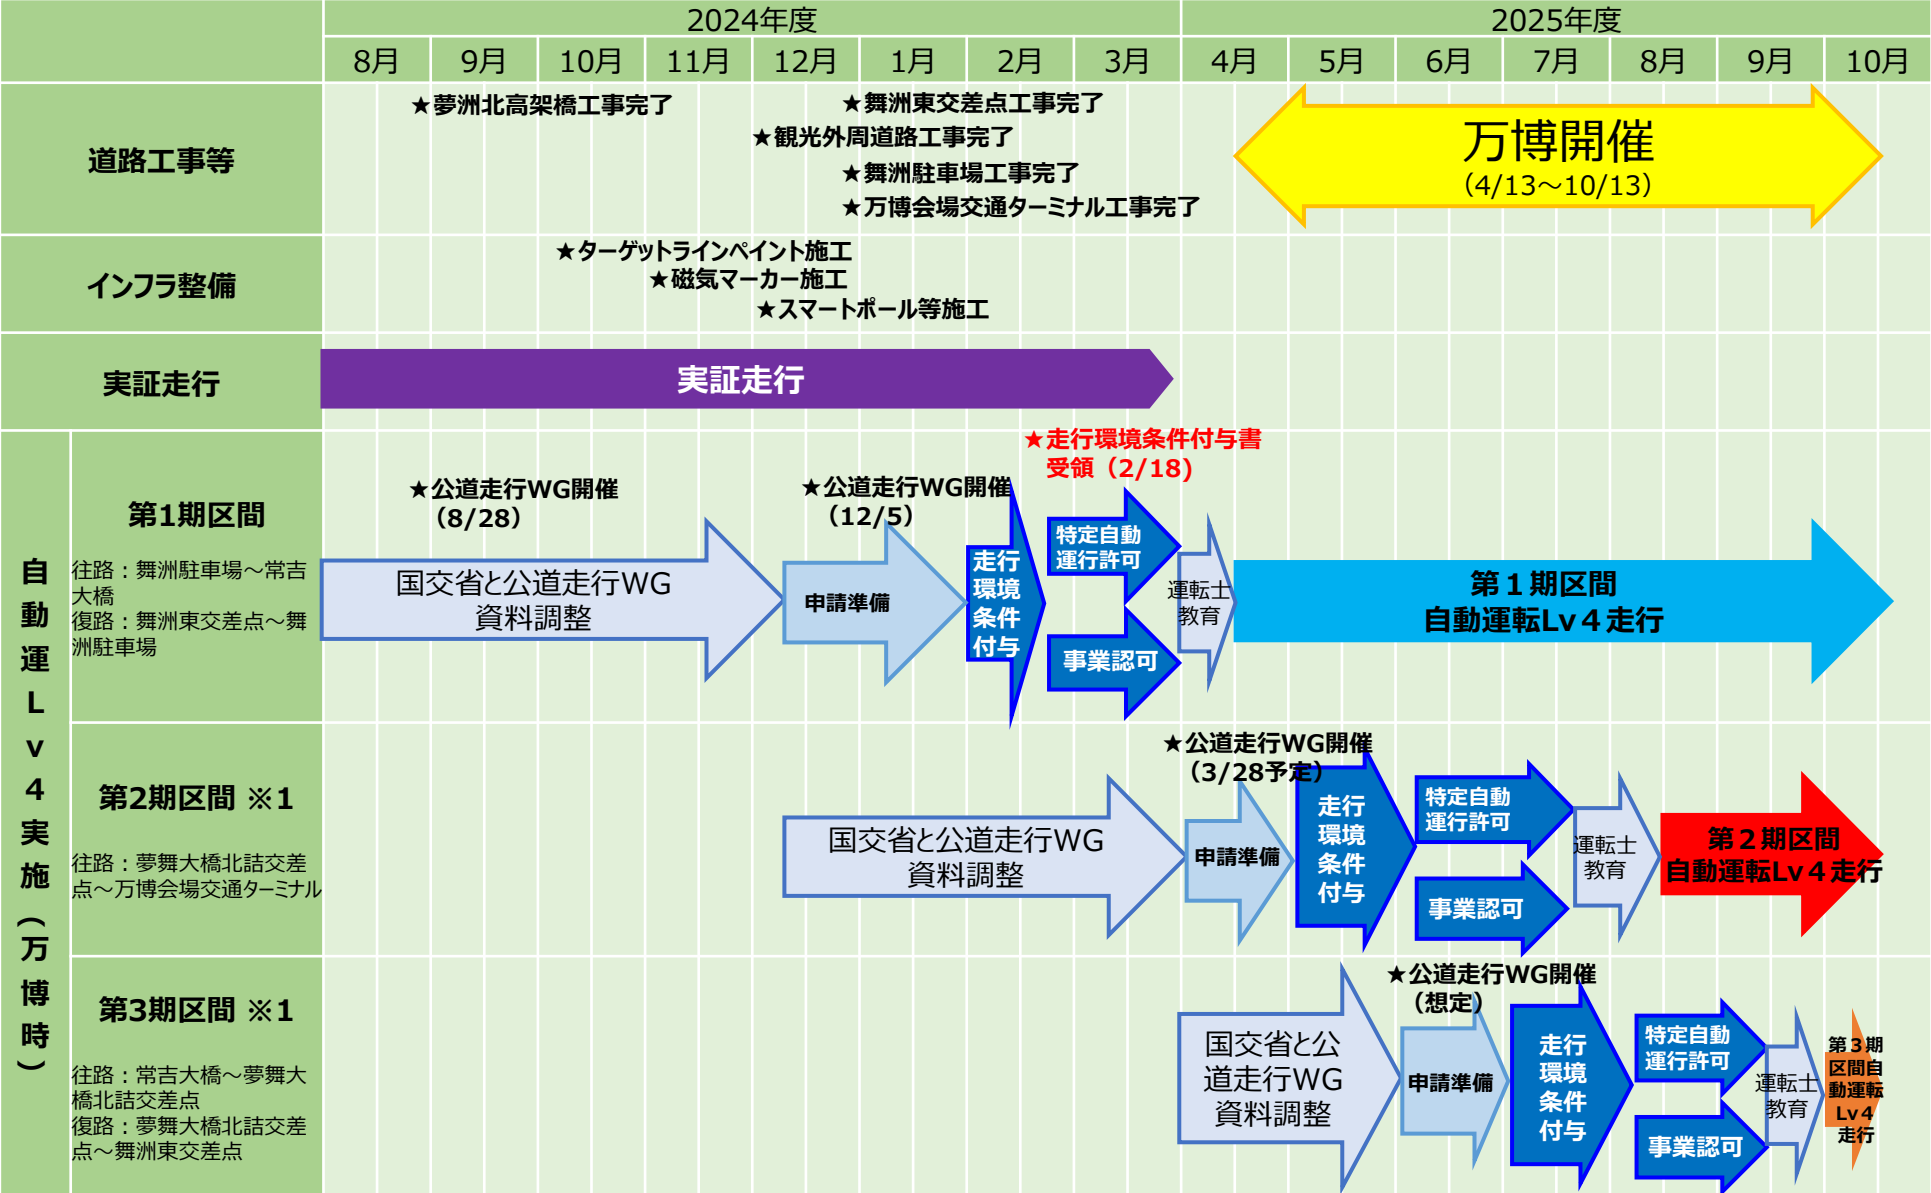 2024年度
2025年度
8月
9月
10月
11月
12月
1月
2月
3月
4月
5月
6月
7月
8月
9月
10月
道路工事等
★夢洲北高架橋工事完了
★舞洲東交差点工事完了
★観光外周道路工事完了
★舞洲駐車場工事完了
★万博会場交通ターミナル工事完了
万博開催
（4/13～10/13）
インフラ整備
★ターゲットラインペイント施工
★磁気マーカー施工
★スマートポール等施工
実証走行
実証走行
自動運Lv4実施（万博時）
第1期区間
往路：舞洲駐車場～常吉
大橋
復路：舞洲東交差点～舞
洲駐車場
★公道走行WG開催
（8/28）
国交省と公道走行WG
資料調整
★公道走行WG開催
（12/5）
申請準備
走行
環境
条件
付与
★走行環境条件付与書
受領（2/18)
特定自動
運行許可
事業認可
運転士
教育
第１期区間
自動運転Lv４走行
第2期区間 ※1
往路：夢舞大橋北詰交差
点～万博会場交通ターミナル
国交省と公道走行WG
資料調整
★公道走行WG開催
（3/28予定）
申請準備
走行
環境
条件
付与
特定自動
運行許可
事業認可
運転士
教育
第２期区間
自動運転Lv４走行
第3期区間 ※1
往路：常吉大橋～夢舞大
橋北詰交差点
復路：夢舞大橋北詰交差
点～舞洲東交差点
国交省と公
道走行WG
資料調整
★公道走行WG開催
（想定）
申請準備
走行
環境
条件
付与
特定自動
運行許可
事業認可
運転士
教育
第３期
区間自
動運転
Lv４
走行